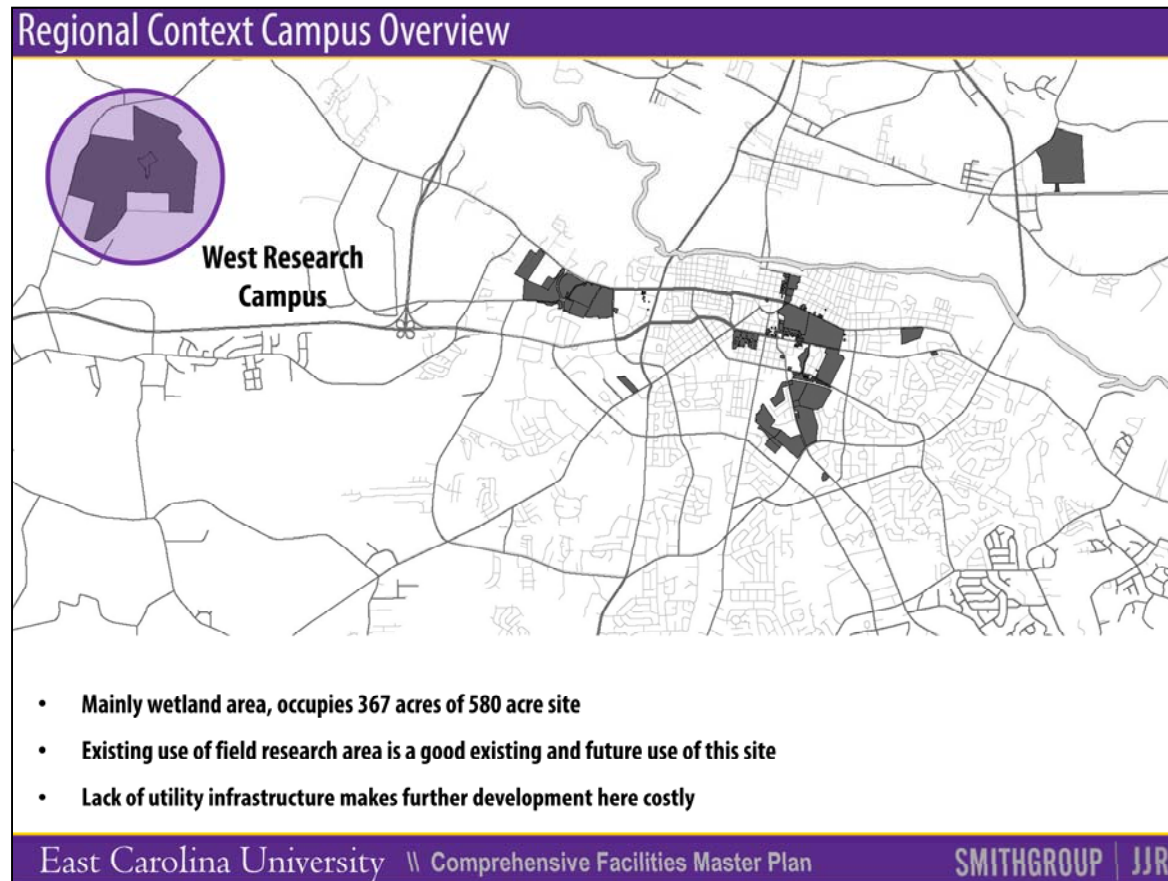 Regional Context Campus Overview
West Research
Campus
• Mainly wetland area, occupies 367 acres of 580 acre site
• Existing use of field research area is a good existing and future use of this site
• Lack of utility infrastructure makes further development here costly
East Carolina University \\ Comprehensive Facilities Master Plan SMITHGROUP | JJR